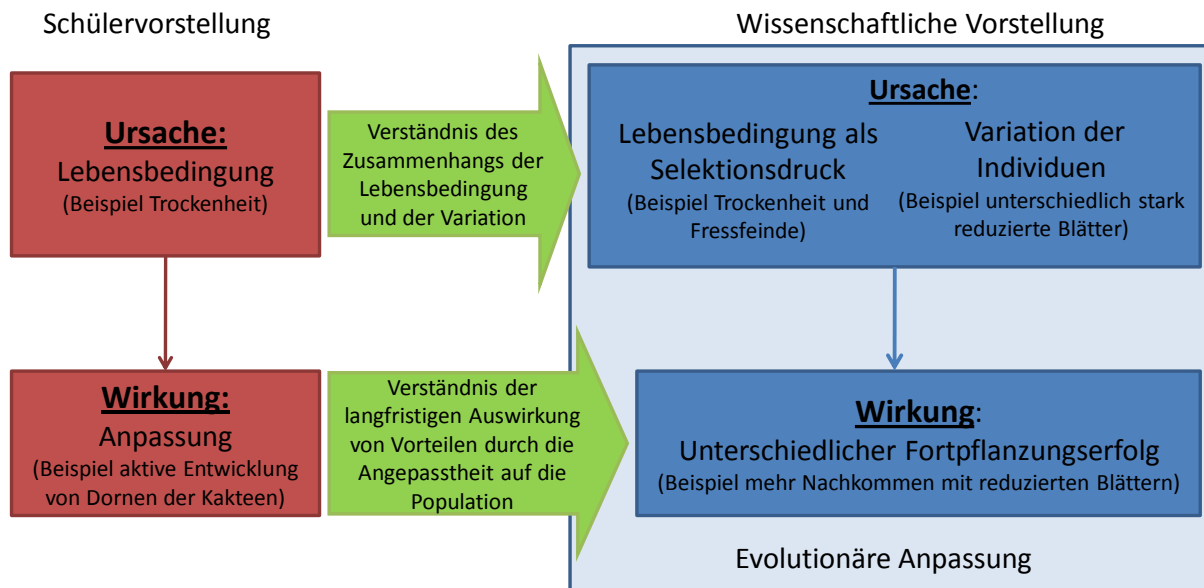 Schülervorstellung
Wissenschaftliche Vorstellung
Ursache:
Lebensbedingung
(Beispiel Trockenheit)
Verständnis des
Zusammenhangs der
Lebensbedingung
und der Variation
Ursache:
Lebensbedingung als
Selektionsdruck
(Beispiel Trockenheit und
Fressfeinde)
Variation der
Individuen
(Beispiel unterschiedlich stark
reduzierte Blätter)
Wirkung:
Anpassung
(Beispiel aktive Entwicklung
von Dornen der Kakteen)
Verständnis der
langfristigen Auswirkung
von Vorteilen durch die
Angepasstheit auf die
Population
Wirkung:
Unterschiedlicher Fortpflanzungserfolg
(Beispiel mehr Nachkommen mit reduzierten Blättern)
Evolutionäre Anpassung